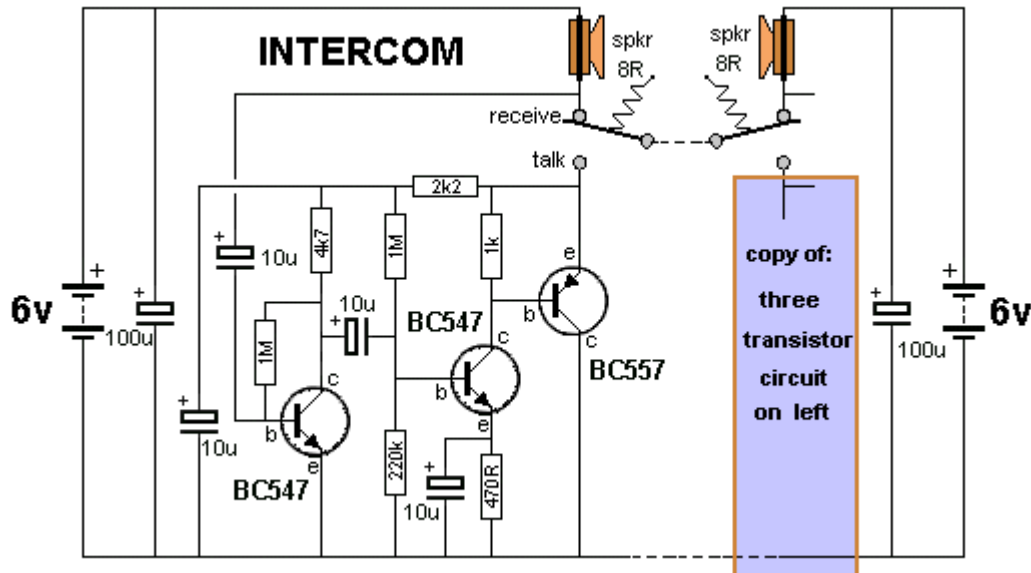 INTERCOM
spkr
8R
spkr
8R
receive
talk
2k2
4k7
1M
1k
+
10u
e
b
c
BC557
+
10u
BC547
c
b
e
1M
c
b
e
BC547
220k
470R
+
10u
+
10u
+
6v
+
100u
copy of:
three
transistor
circuit
on left
+
100u
+
6v